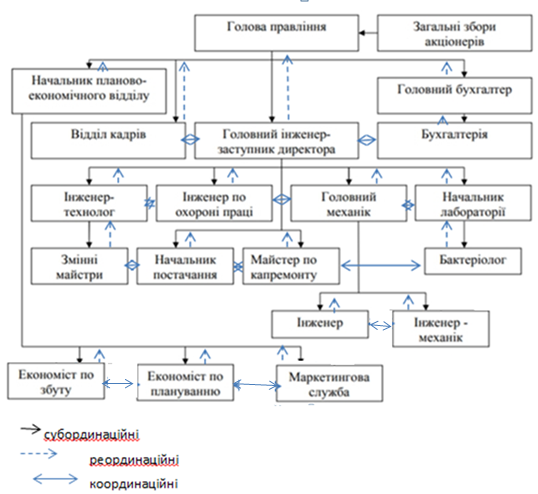 Голова правління
Загальні збори
акціонерів
Начальник планово-
економічного відділу
Головний бухгалтер
Відділ кадрів
Головний інженер-
заступник директора
Бухгалтерія
Інженер-
технолог
Інженер по
охороні праці
Головний
механік
Начальник
лабораторії
Змінні
майстри
Начальник
постачання
Майстер по
капремонту
Бактеріолог
Інженер
Інженер -
механік
Економіст по
збуту
Економіст по
плануванню
Маркетингова
служба
субординаційні
реординаційні
координаційні